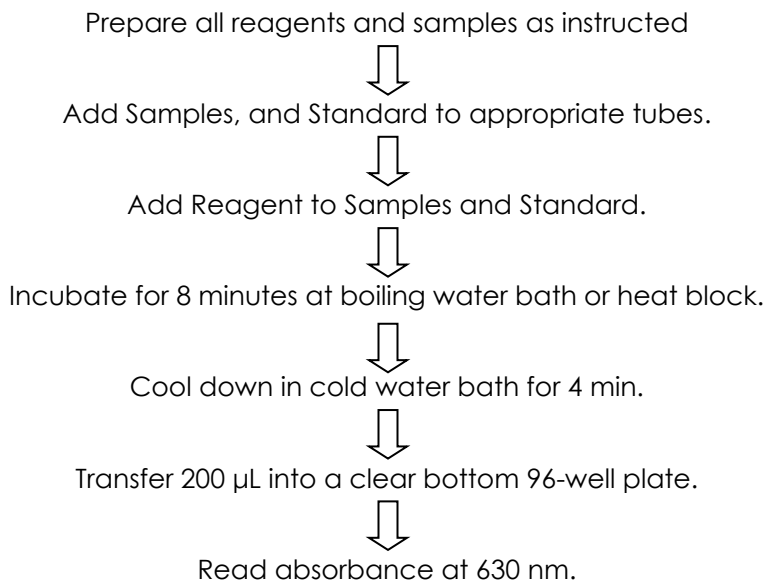 Prepare all reagents and samples as instructed
Add Samples, and Standard to appropriate tubes.
Add Reagent to Samples and Standard.
Incubate for 8 minutes at boiling water bath or heat block.
Cool down in cold water bath for 4 min.
Transfer 200 µL into a clear bottom 96-well plate.
Read absorbance at 630 nm.